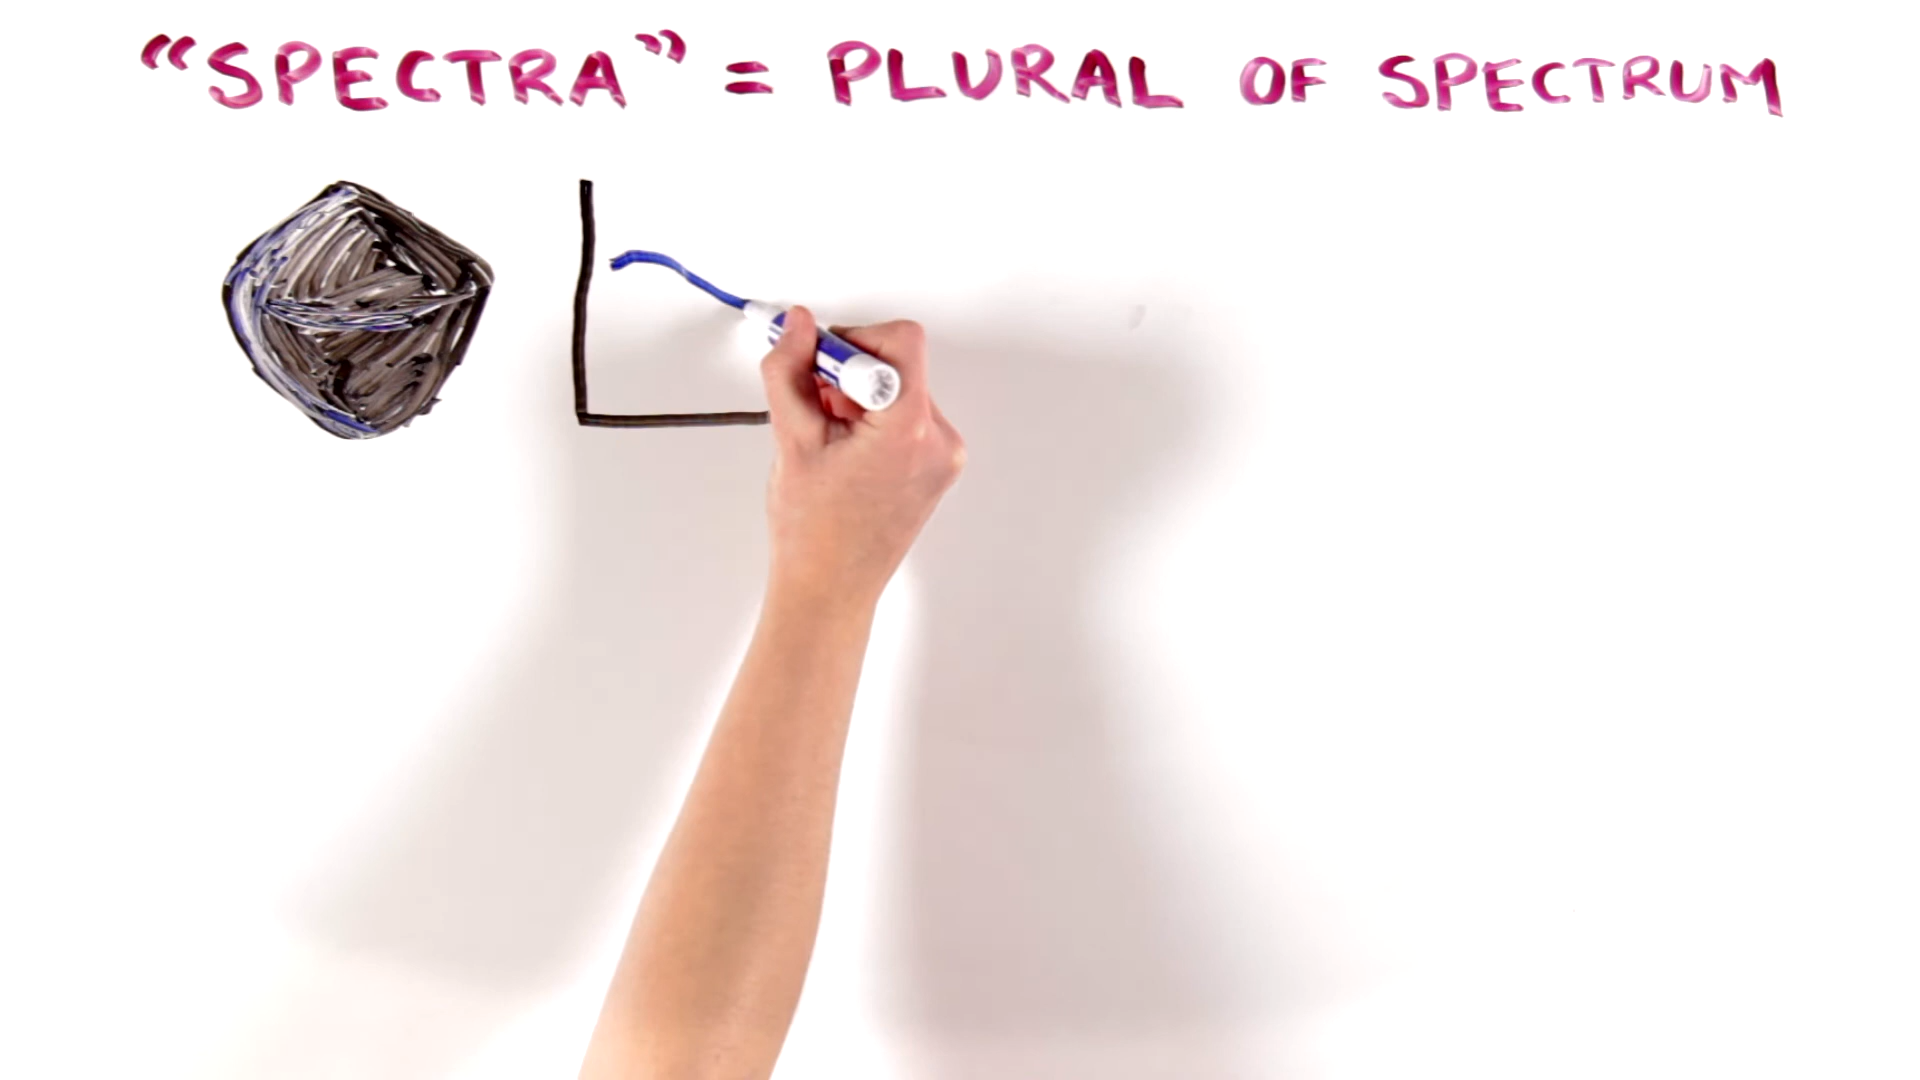 “SPECTRA” = PLURAL OF SPECTRUM